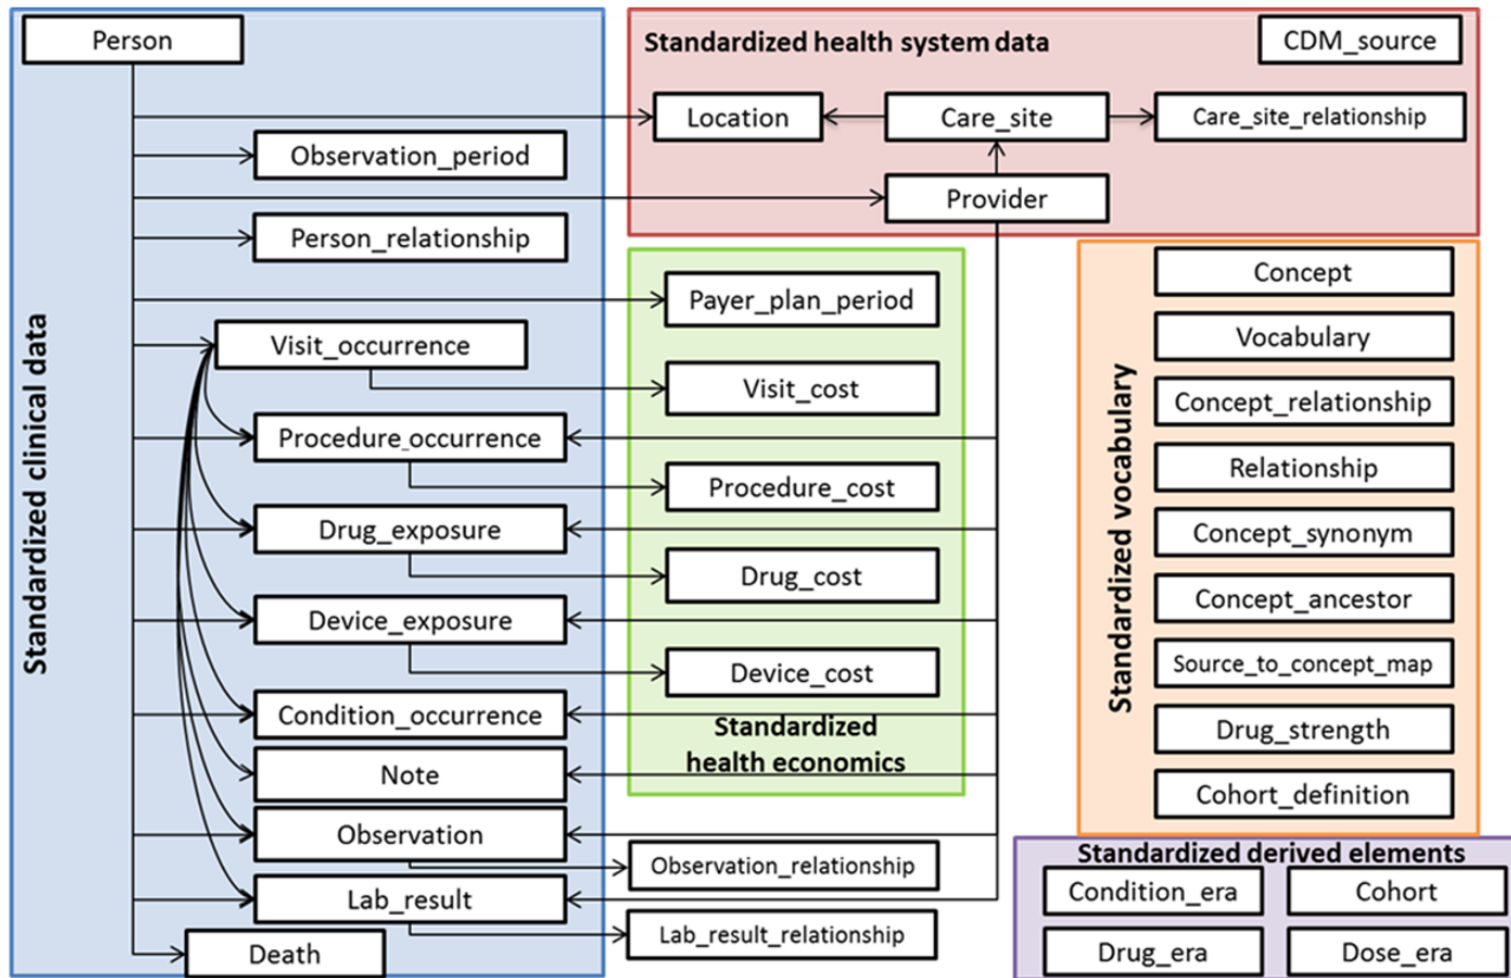 Person
Standardized clinical data
Observation_period
Person_relationship
Visit_occurrence
Procedure_occurrence
Drug_exposure
Device_exposure
Condition_occurrence
Note
Observation
Lab_result
Death
Standardized health system data
CDM_source
Location
Care_site
Care_site_relationship
Provider
Payer_plan_period
Visit_cost
Procedure_cost
Drug_cost
Device_cost
Standardized
health economics
Observation_relationship
Lab_result_relationship
Standardized vocabulary
Concept
Vocabulary
Concept_relationship
Relationship
Concept_synonym
Concept_ancestor
Source_to_concept_map
Drug_strength
Cohort_definition
Standardized derived elements
Condition_era
Cohort
Drug_era
Dose_era